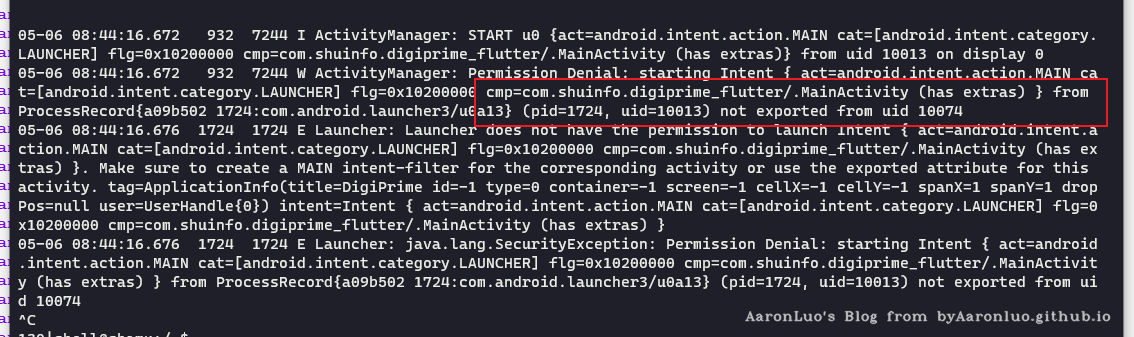 05-06 08:44:16.672   932  7244 I ActivityManager: START u0 {act=android.intent.action.MAIN cat=[android.intent.category.
LAUNCHER] flg=0x10200000 cmp=com.shuinfo.digiprime_flutter/.MainActivity (has extras)} from uid 10013 on display 0
05-06 08:44:16.672   932  7244 W ActivityManager: Permission Denial: starting Intent { act=android.intent.action.MAIN ca
t=[android.intent.category.LAUNCHER] flg=0x10200000 cmp=com.shuinfo.digiprime_flutter/.MainActivity (has extras) } from
ProcessRecord{a09b502 1724:com.android.launcher3/u0a13} (pid=1724, uid=10013) not exported from uid 10074
05-06 08:44:16.676  1724  1724 E Launcher: Launcher does not have the permission to launch Intent { act=android.intent.a
ction.MAIN cat=[android.intent.category.LAUNCHER] flg=0x10200000 cmp=com.shuinfo.digiprime_flutter/.MainActivity (has ex
tras) }. Make sure to create a MAIN intent-filter for the corresponding activity or use the exported attribute for this
activity. tag=ApplicationInfo(title=DigiPrime id=-1 type=0 container=-1 screen=-1 cellX=-1 cellY=-1 spanX=1 spanY=1 drop
Pos=null user=UserHandle{0}) intent=Intent { act=android.intent.action.MAIN cat=[android.intent.category.LAUNCHER] flg=0
x10200000 cmp=com.shuinfo.digiprime_flutter/.MainActivity (has extras) }
05-06 08:44:16.676  1724  1724 E Launcher: java.lang.SecurityException: Permission Denial: starting Intent { act=android
.intent.action.MAIN cat=[android.intent.category.LAUNCHER] flg=0x10200000 cmp=com.shuinfo.digiprime_flutter/.MainActivit
y (has extras) } from ProcessRecord{a09b502 1724:com.android.launcher3/u0a13} (pid=1724, uid=10013) not exported from ui
d 10074
^C
AaronLuo's Blog from byAaronluo.github.io